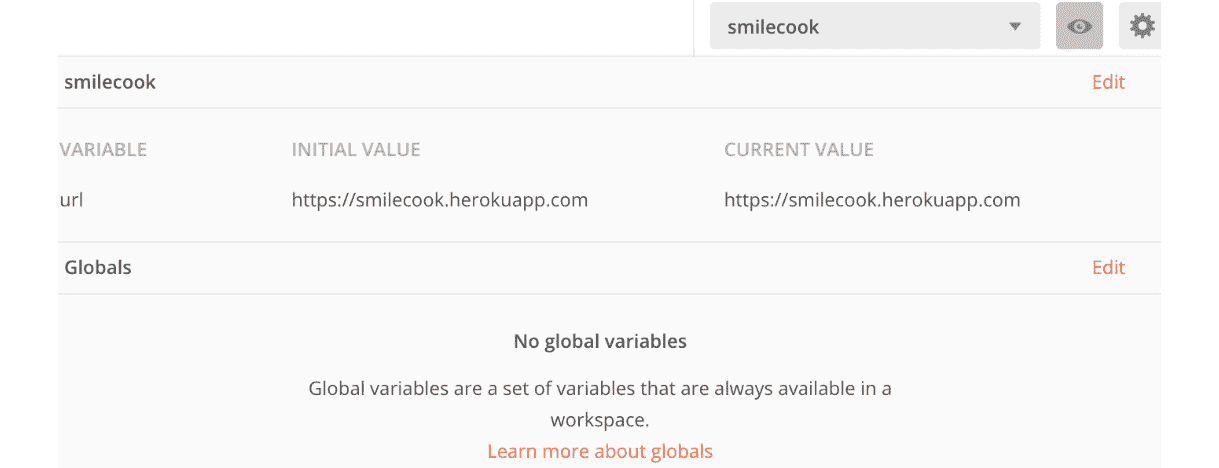 smilecook
smilecook Edit
VARIABLE INITIAL VALUE CURRENT VALUE
url https://smilecook.herokuapp.com https://smilecook.herokuapp.com
Globals Edit
No global variables
Global variables are a set of variables that are always available in a
workspace.
Learn more about globals